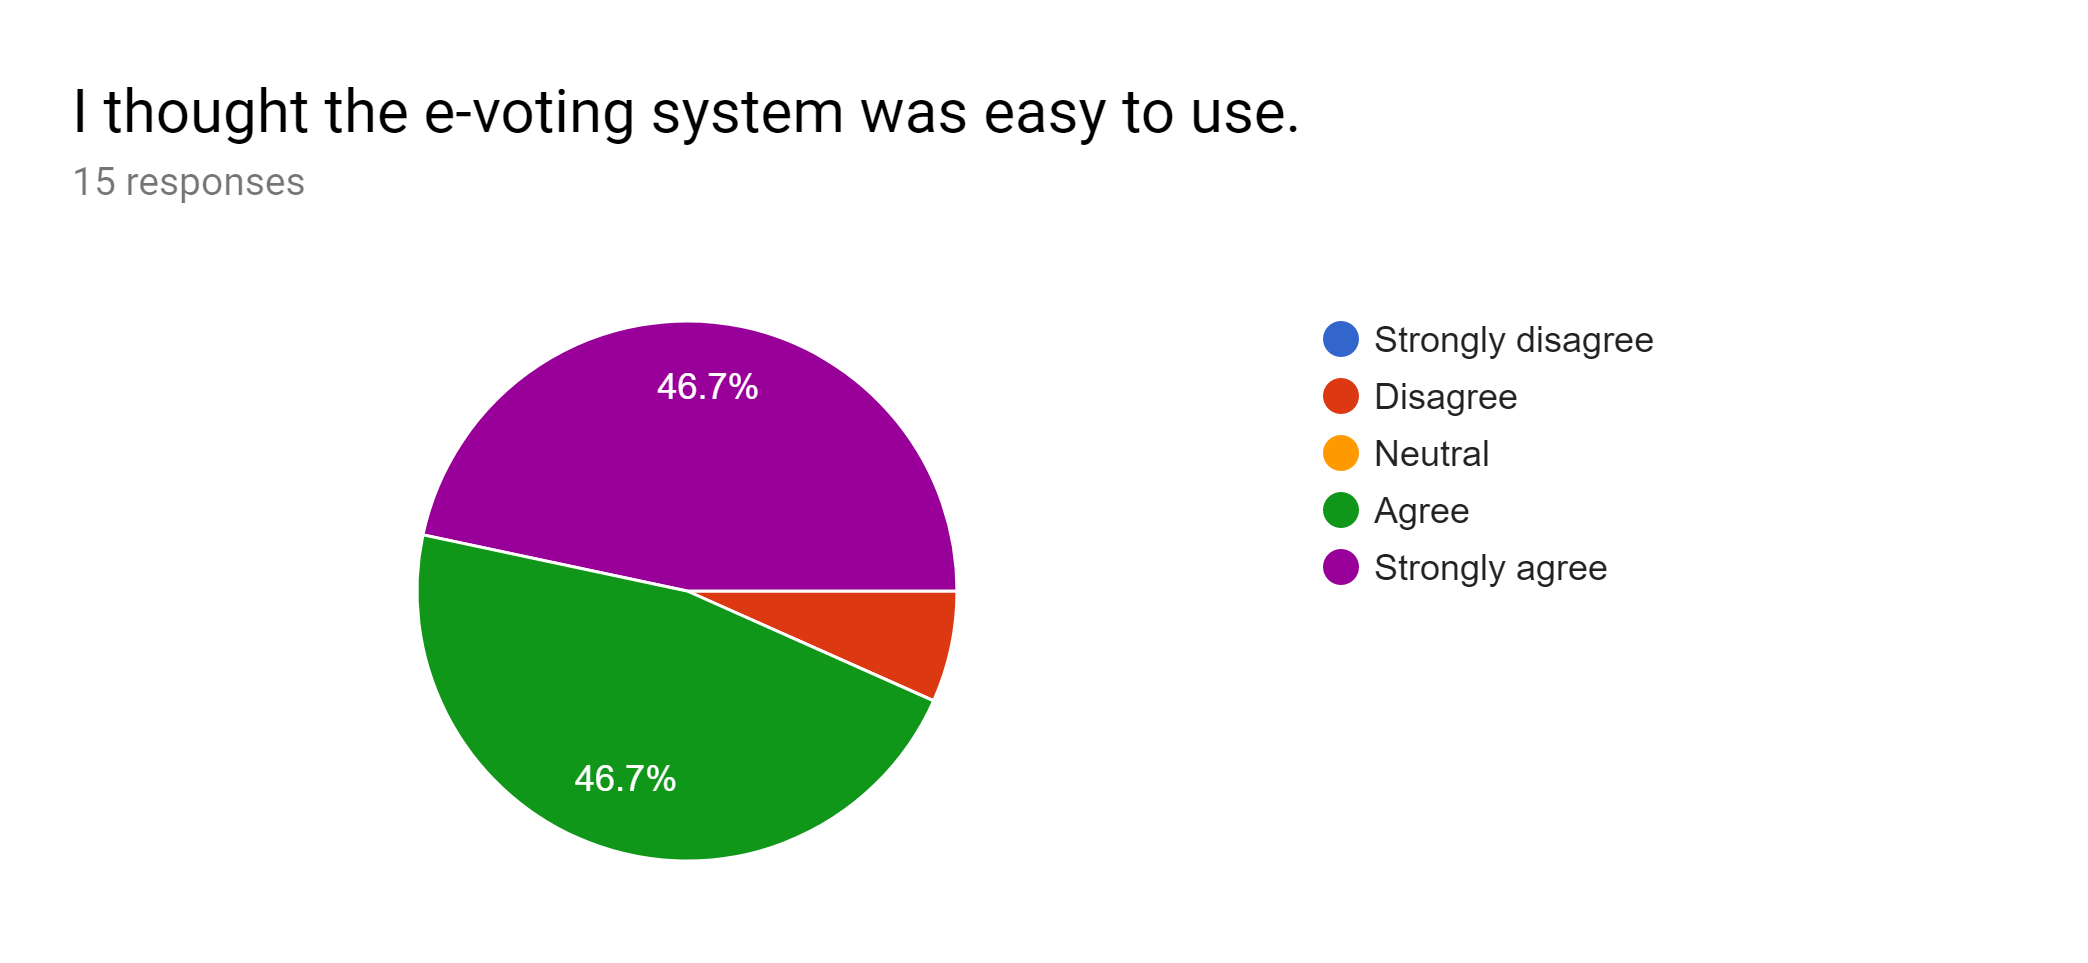 I thought the e-voting system was easy to use.
15 responses
46.7%
46.7%
Strongly disagree
Disagree
Neutral
Agree
Strongly agree